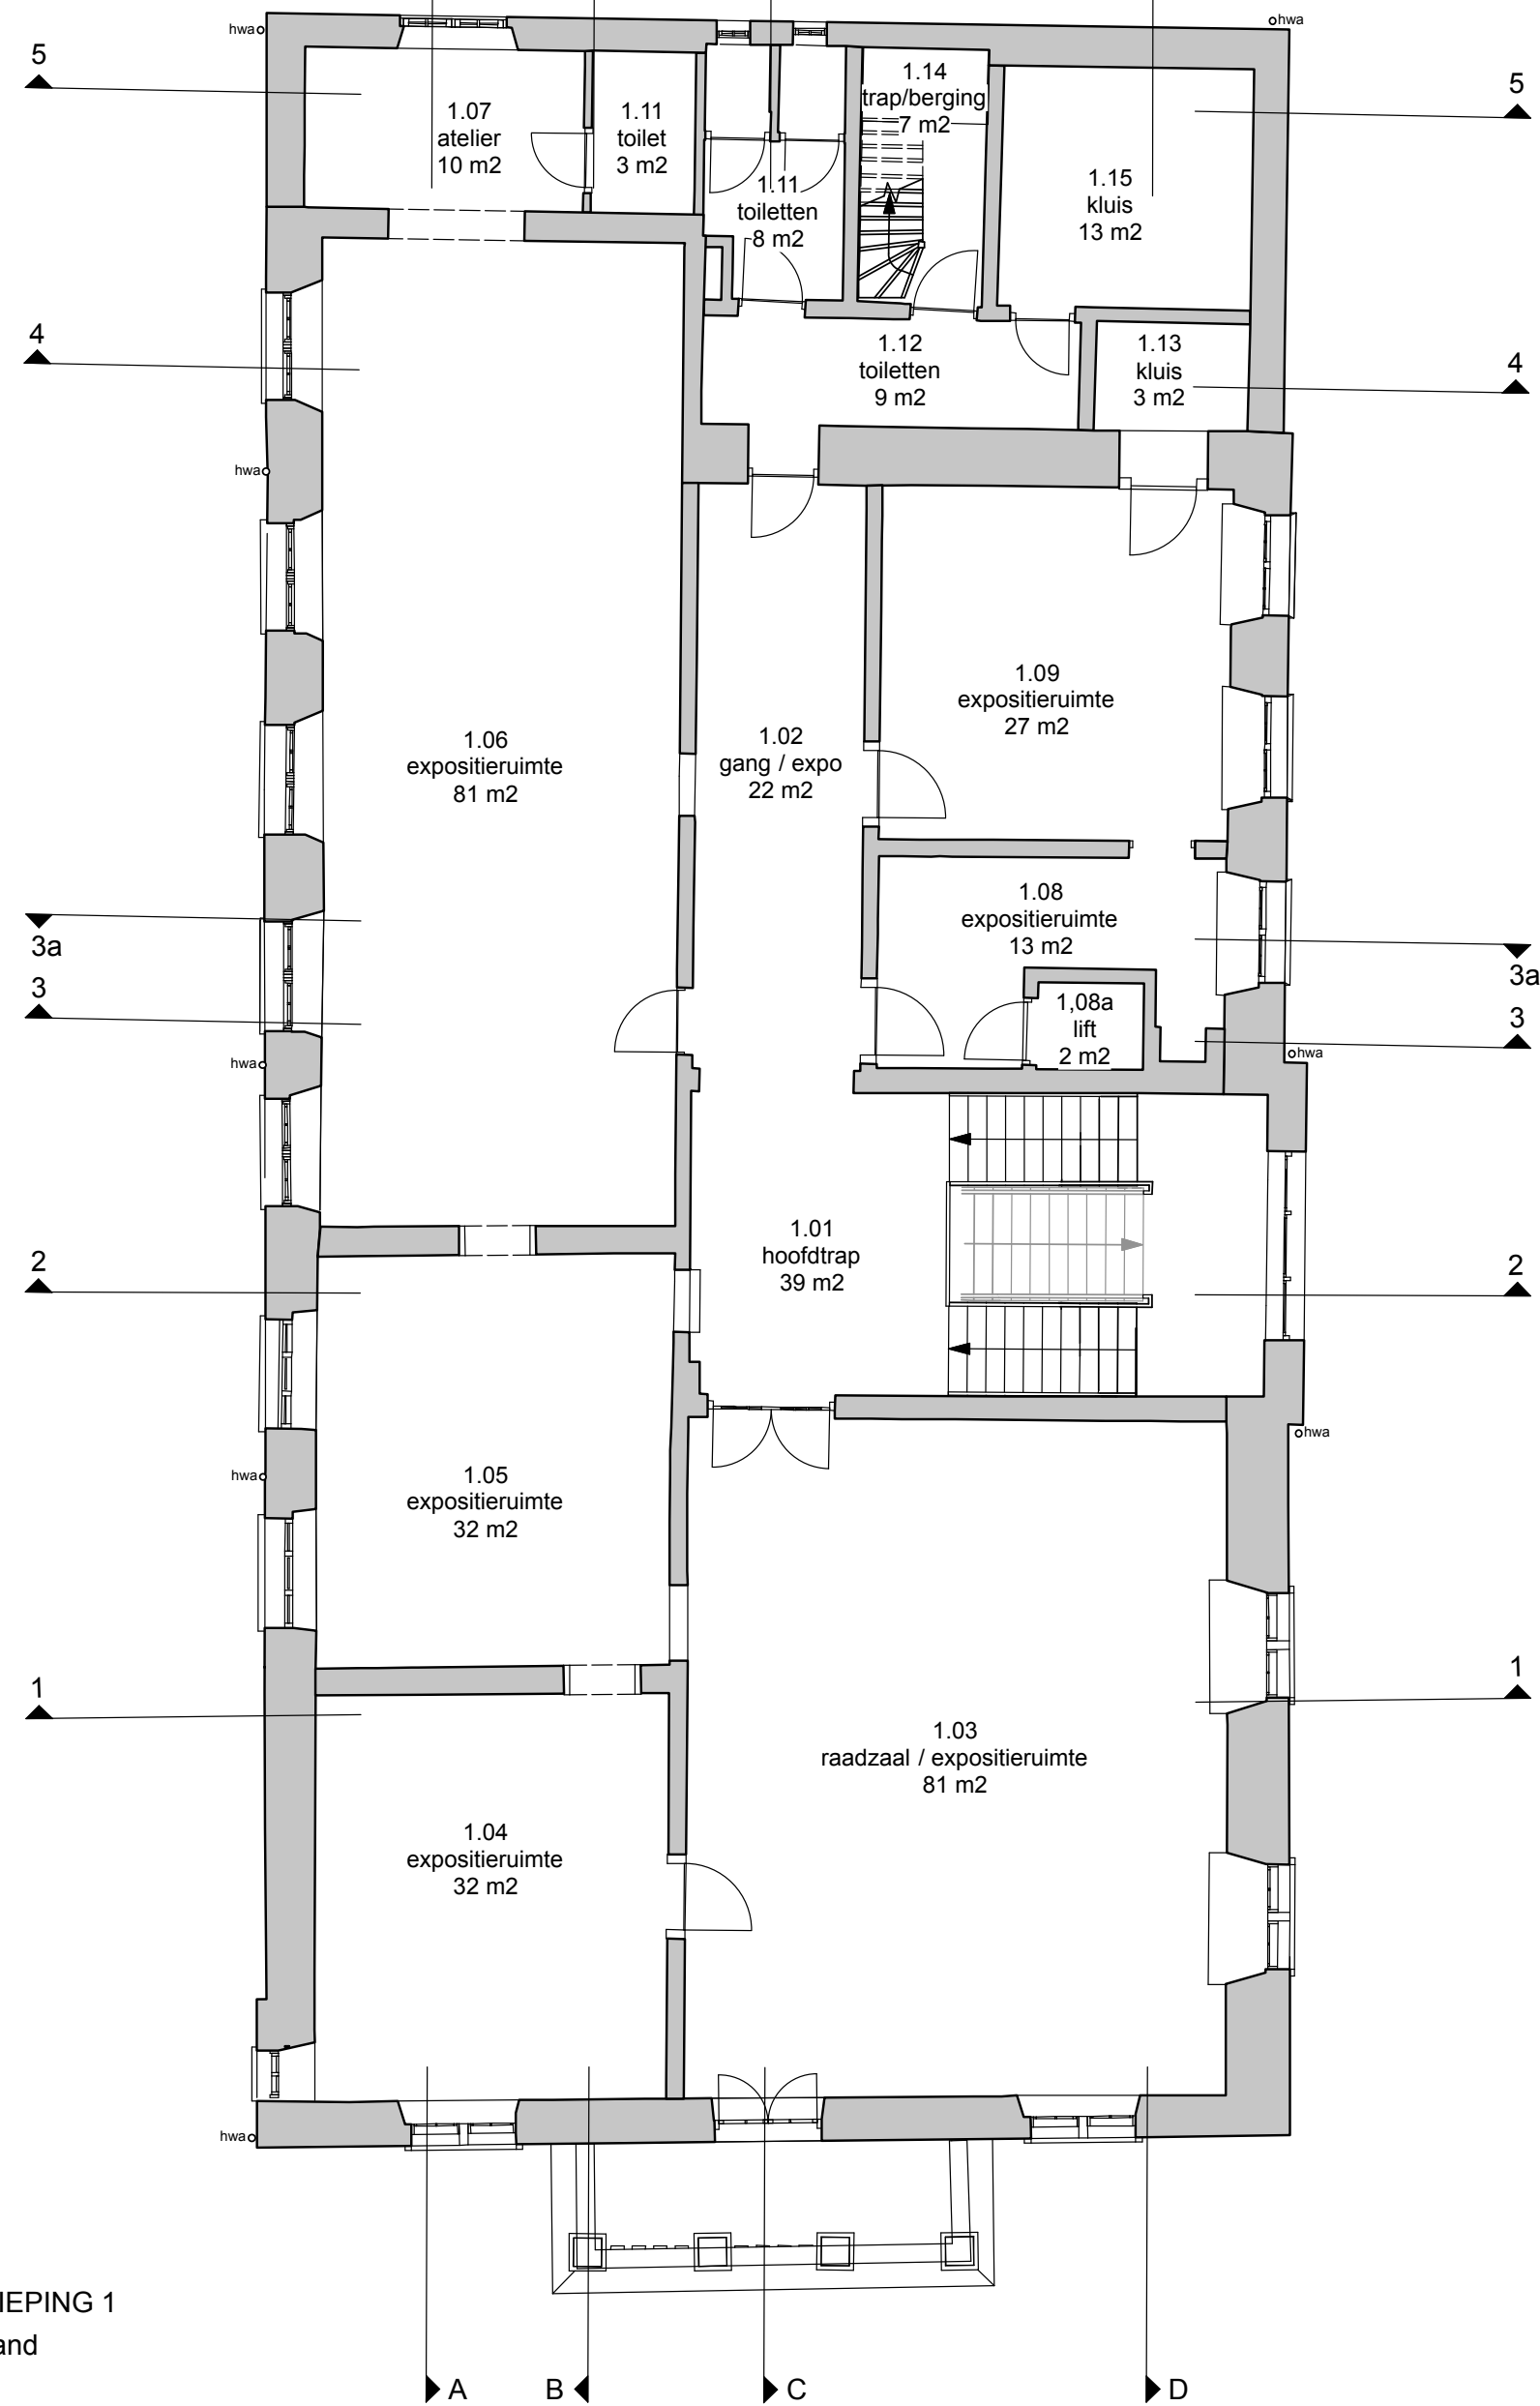 hwa
hwa
5
5
1.07
atelier
10 m2
1.11
toilet
3 m2
1.11
toiletten
8 m2
1.14
trap/berging
7 m2
1.15
kluis
13 m2
4
4
1.12
toiletten
9 m2
1.13
kluis
3 m2
hwa
1.06
expositieruimte
81 m2
1.02
gang / expo
22 m2
1.09
expositieruimte
27 m2
1.08
expositieruimte
13 m2
3a
3a
3
3
1,08a
lift
2 m2
hwa
hwa
1.01
hoofdtrap
39 m2
2
2
hwa
hwa
1.05
expositieruimte
32 m2
1
1
1.03
raadzaal / expositieruimte
81 m2
1.04
expositieruimte
32 m2
hwa
IEPING 1
and
A
B
C
D